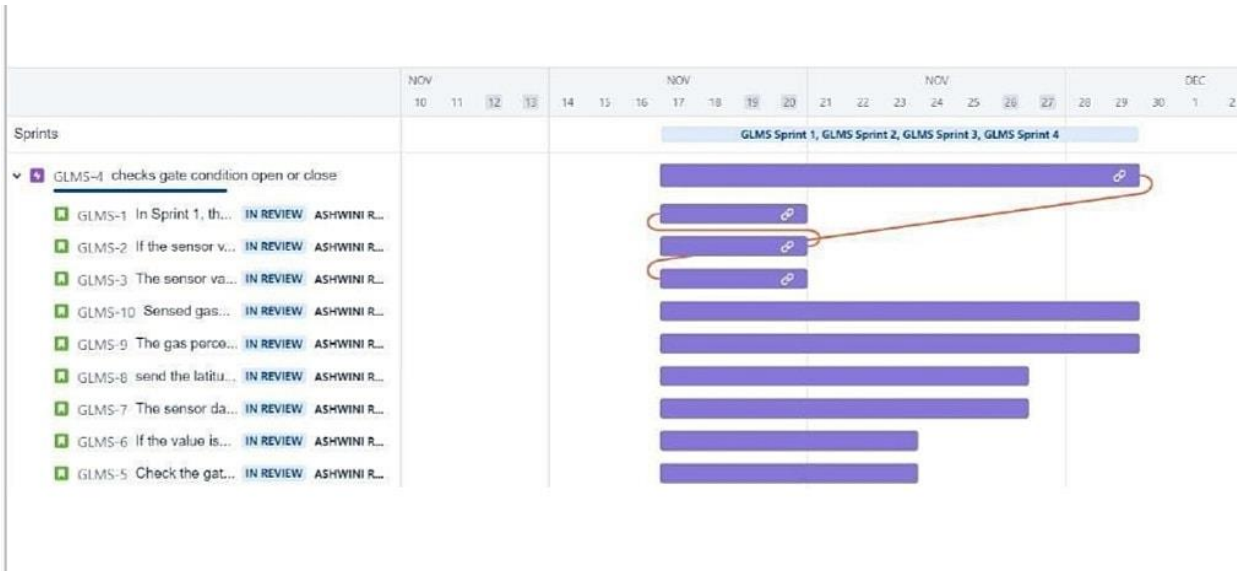 NOV NOV NOV DEC
10 11 12 13 14 15 16 17 18 19 20 21 22 23 24 25 26 27 28 29 30 1 2
Sprints GLMS Sprint 1, GLMS Sprint 2, GLMS Sprint 3, GLMS Sprint 4
GLMS-4 checks gate condition open or close
GLMS-1 In Sprint 1, th... IN REVIEW ASHWINI R...
GLMS-2 If the sensor v... IN REVIEW ASHWINI R...
GLMS-3 The sensor va... IN REVIEW ASHWINI R...
GLMS-10 Sensed gas... IN REVIEW ASHWINI R...
GLMS-9 The gas perce... IN REVIEW ASHWINI R...
GLMS-8 send the latitu... IN REVIEW ASHWINI R...
GLMS-7 The sensor da... IN REVIEW ASHWINI R...
GLMS-6 If the value is... IN REVIEW ASHWINI R...
GLMS-5 Check the gat... IN REVIEW ASHWINI R...